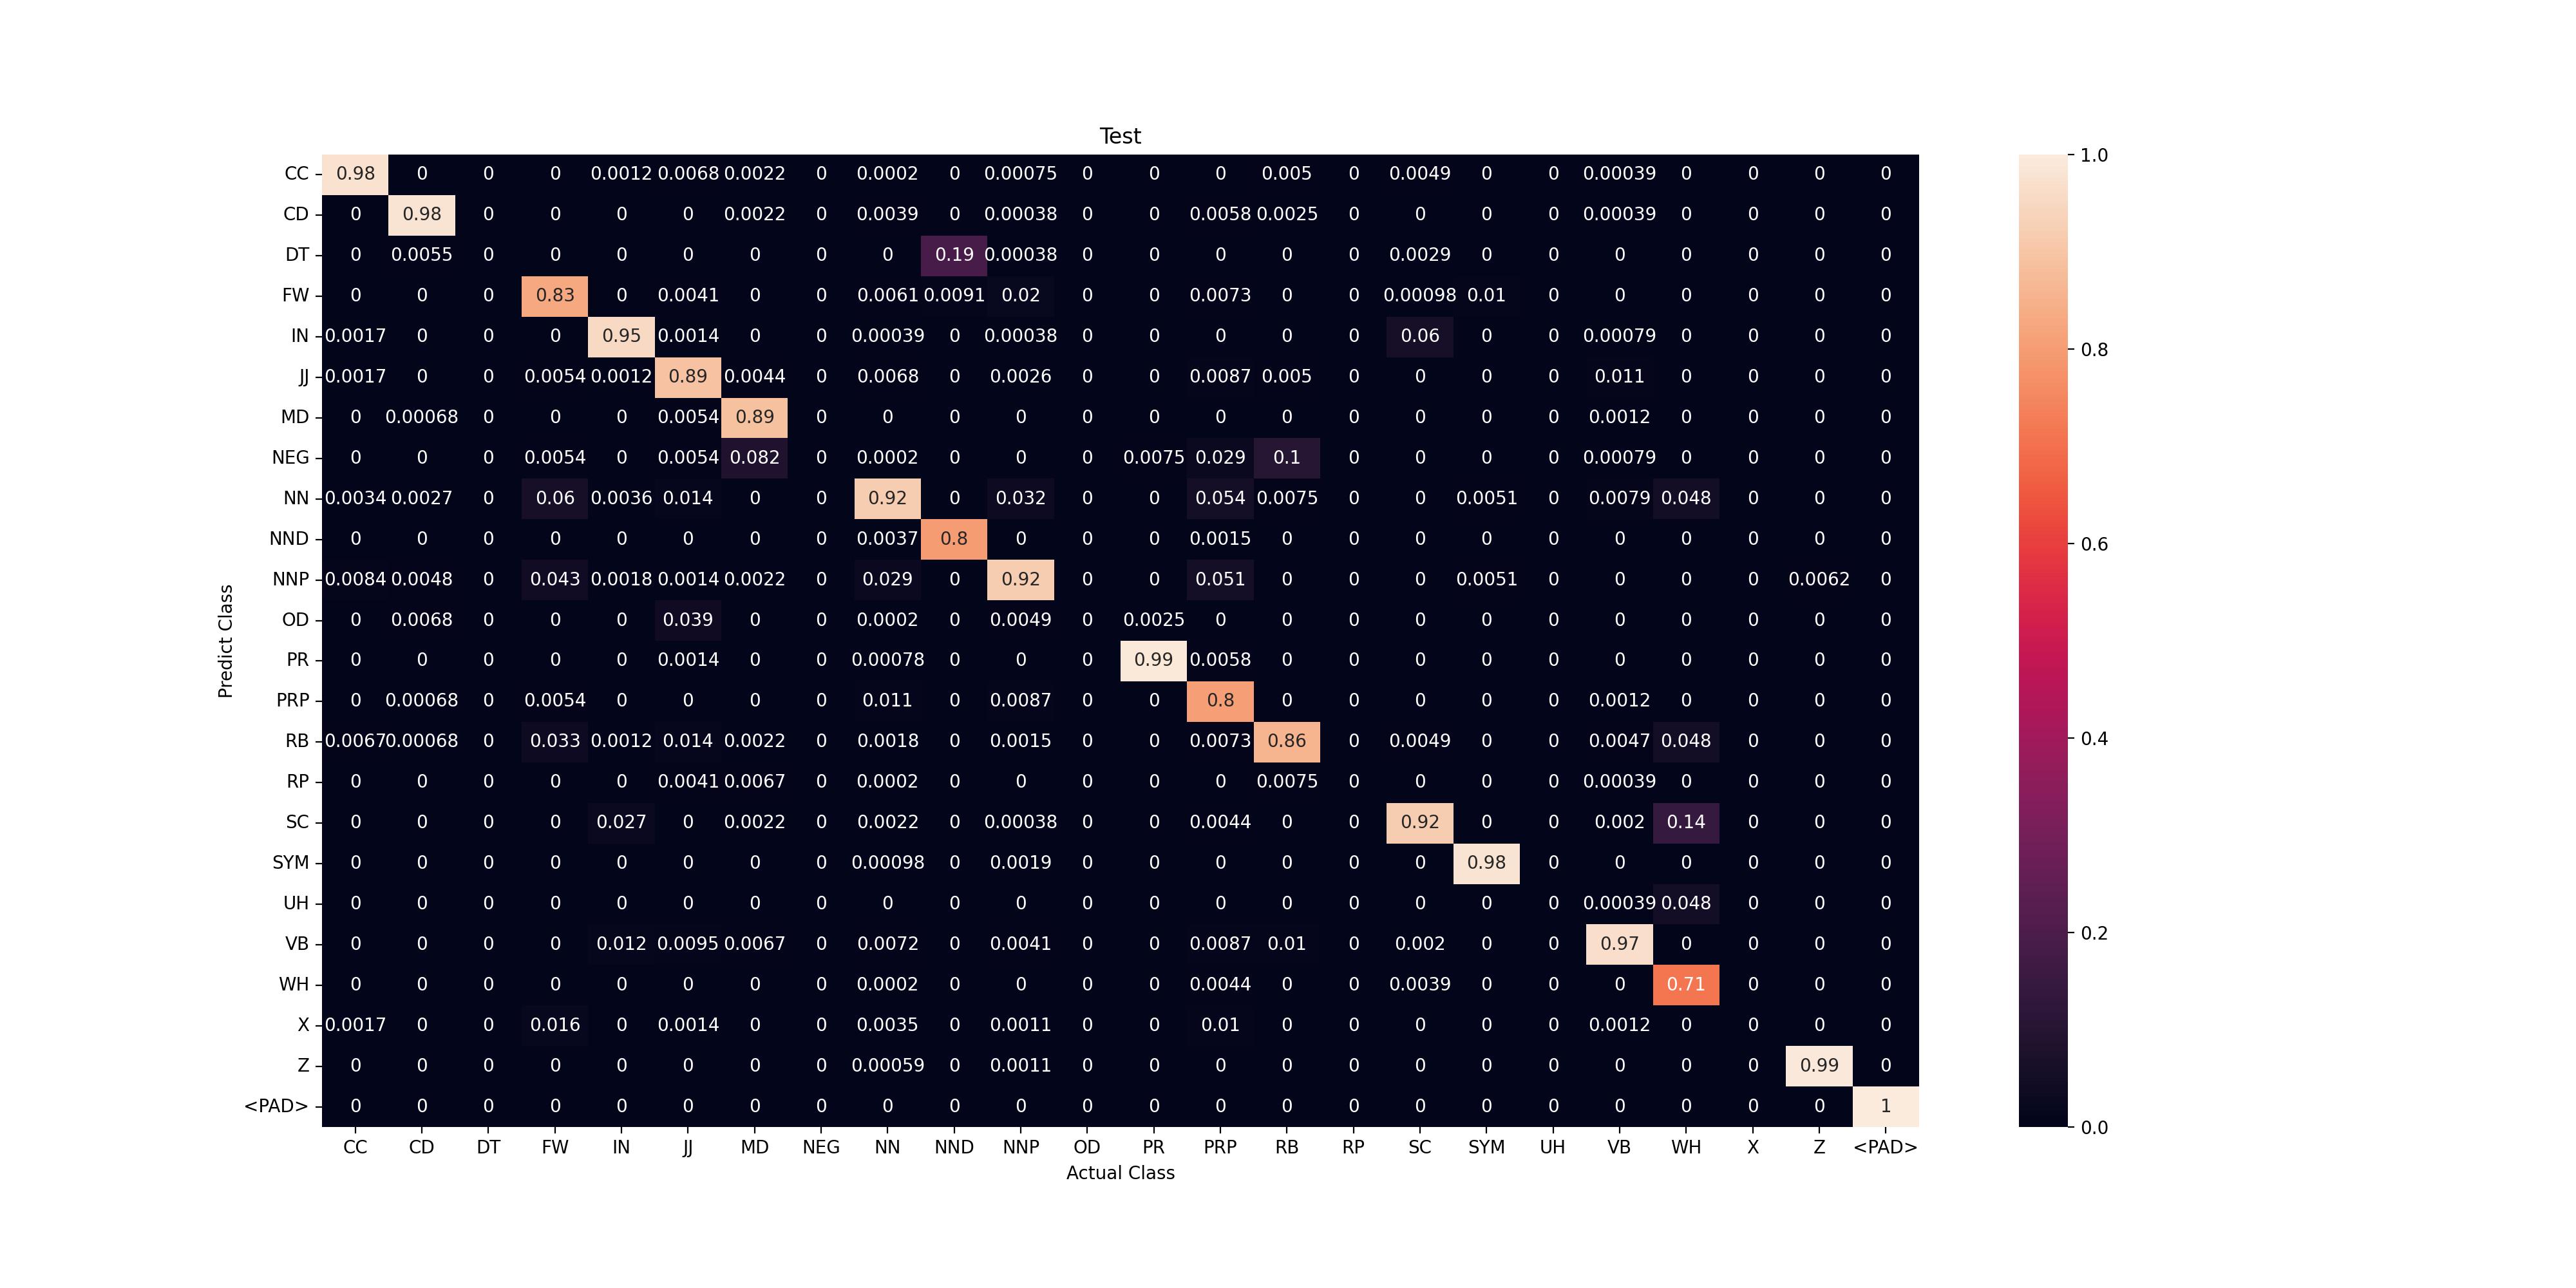 Test
CC 0.98 0 0 0 0.0012 0.0068 0.0022 0 0.0002 0 0.00075 0 0 0 0.005 0 0.0049 0 0 0.00039 0 0 0 0
CD 0 0.98 0 0 0 0 0.0022 0 0.0039 0 0.00038 0 0 0.0058 0.0025 0 0 0 0 0.00039 0 0 0 0
DT 0 0.0055 0 0 0 0 0 0 0 0.19 0.00038 0 0 0 0 0 0.0029 0 0 0 0 0 0 0
FW 0 0 0 0.83 0 0.0041 0 0 0.0061 0.0091 0.02 0 0 0.0073 0 0 0.00098 0.01 0 0 0 0 0 0
IN 0.0017 0 0 0 0.95 0.0014 0 0 0.00039 0 0.00038 0 0 0 0 0 0.06 0 0 0.00079 0 0 0 0
JJ 0.0017 0 0 0.0054 0.0012 0.89 0.0044 0 0.0068 0 0.0026 0 0 0.0087 0.005 0 0 0 0 0.011 0 0 0 0
MD 0 0.00068 0 0 0 0.0054 0.89 0 0 0 0 0 0 0 0 0 0 0 0 0.0012 0 0 0 0
NEG 0 0 0 0.0054 0 0.0054 0.082 0 0.0002 0 0 0 0.0075 0.029 0.1 0 0 0 0 0.00079 0 0 0 0
NN 0.0034 0.0027 0 0.06 0.0036 0.014 0 0 0.92 0 0.032 0 0 0.054 0.0075 0 0 0.0051 0 0.0079 0.048 0 0 0
NND 0 0 0 0 0 0 0 0 0.0037 0.8 0 0 0 0.0015 0 0 0 0 0 0 0 0 0 0
NNP 0.0084 0.0048 0 0.043 0.0018 0.0014 0.0022 0 0.029 0 0.92 0 0 0.051 0 0 0 0.0051 0 0 0 0 0.0062 0
OD 0 0.0068 0 0 0 0.039 0 0 0.0002 0 0.0049 0 0.0025 0 0 0 0 0 0 0 0 0 0 0
PR 0 0 0 0 0 0.0014 0 0 0.00078 0 0 0 0.99 0.0058 0 0 0 0 0 0 0 0 0 0
PRP 0 0.00068 0 0.0054 0 0 0 0 0.011 0 0.0087 0 0 0.8 0 0 0 0 0 0.0012 0 0 0 0
RB 0.0067 0.00068 0 0.033 0.0012 0.014 0.0022 0 0.0018 0 0.0015 0 0 0.0073 0.86 0 0.0049 0 0 0.0047 0.048 0 0 0
RP 0 0 0 0 0 0.0041 0.0067 0 0.0002 0 0 0 0 0 0.0075 0 0 0 0 0.00039 0 0 0 0
SC 0 0 0 0 0.027 0 0.0022 0 0.0022 0 0.00038 0 0 0.0044 0 0 0.92 0 0 0.002 0.14 0 0 0
SYM 0 0 0 0 0 0 0 0 0.00098 0 0.0019 0 0 0 0 0 0 0.98 0 0 0 0 0 0
UH 0 0 0 0 0 0 0 0 0 0 0 0 0 0 0 0 0 0 0 0.00039 0.048 0 0 0
VB 0 0 0 0 0.012 0.0095 0.0067 0 0.0072 0 0.0041 0 0 0.0087 0.01 0 0.002 0 0 0.97 0 0 0 0
WH 0 0 0 0 0 0 0 0 0.0002 0 0 0 0 0.0044 0 0 0.0039 0 0 0 0.71 0 0 0
X 0.0017 0 0 0.016 0 0.0014 0 0 0.0035 0 0.0011 0 0 0.01 0 0 0 0 0 0.0012 0 0 0 0
Z 0 0 0 0 0 0 0 0 0.00059 0 0.0011 0 0 0 0 0 0 0 0 0 0 0 0.99 0
<PAD> 0 0 0 0 0 0 0 0 0 0 0 0 0 0 0 0 0 0 0 0 0 0 0 1
CC CD DT FW IN JJ MD NEG NN NND NNP OD PR PRP RB RP SC SYM UH VB WH X Z <PAD>
Actual Class
Predict Class
1.0
0.8
0.6
0.4
0.2
0.0